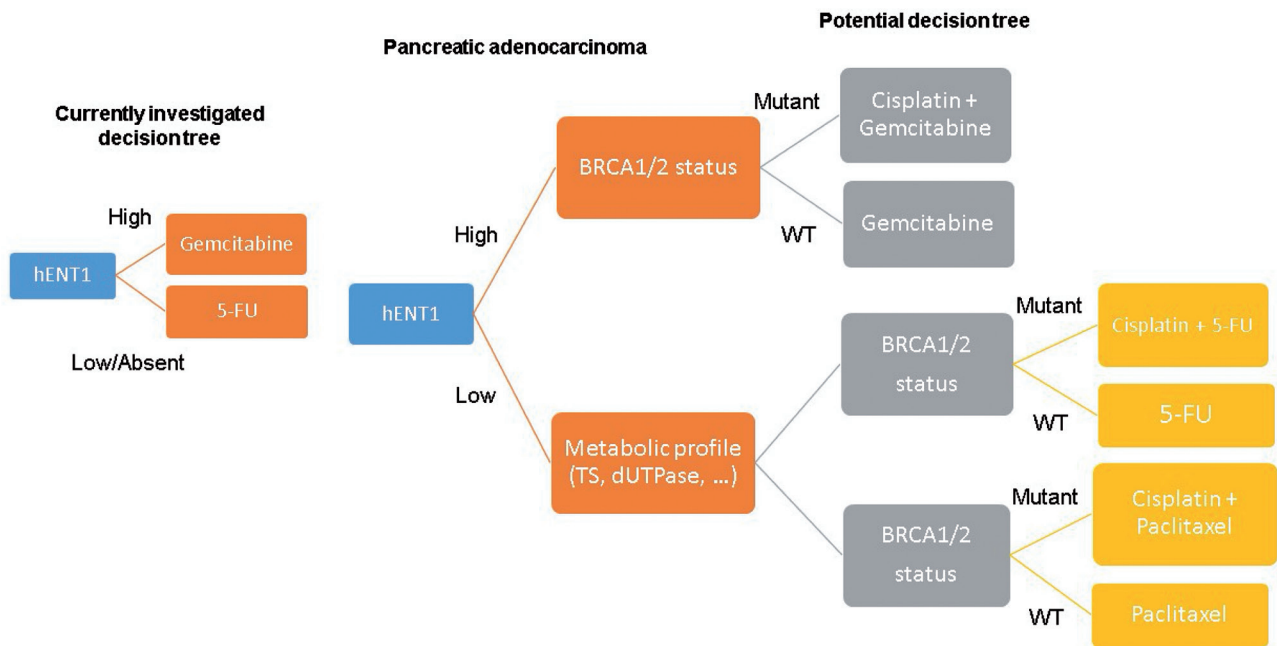 Potential decision tree
Pancreatic adenocarcinoma
Currently investigated
decision tree
High
Gemcitabine
hENT1
5-FU
Low/Absent
hENT1
High
BRCA1/2 status
Mutant
Cisplatin +
Gemcitabine
WT
Gemcitabine
Low
Metabolic profile
(TS, dUTPase, ...)
BRCA1/2
status
Mutant
Cisplatin + 5-FU
WT
5-FU
BRCA1/2
status
Mutant
Cisplatin +
Paclitaxel
WT
Paclitaxel